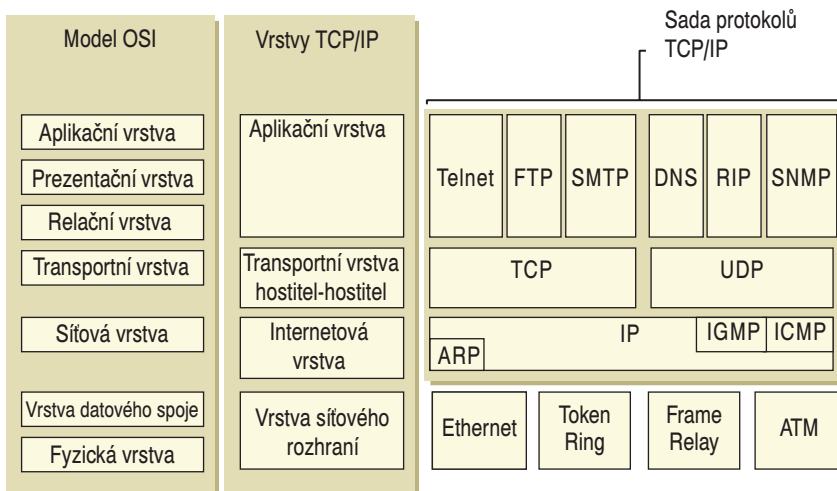 Model OSI
Aplikační vrstva
Prezentační vrstva
Relační vrstva
Transportní vrstva
Síťová vrstva
Vrstva datového spoje
Fyzická vrstva
Vrstvy TCP/IP
Aplikační vrstva
Transportní vrstva
hostitel-hostitel
Internetová
vrstva
Vrstva síťového
rozhraní
Sada protokolů
TCP/IP
Telnet FTP SMTP DNS RIP SNMP
TCP UDP
IP IGMP ICMP
ARP
Ethernet
Token
Ring
Frame
Relay
ATM